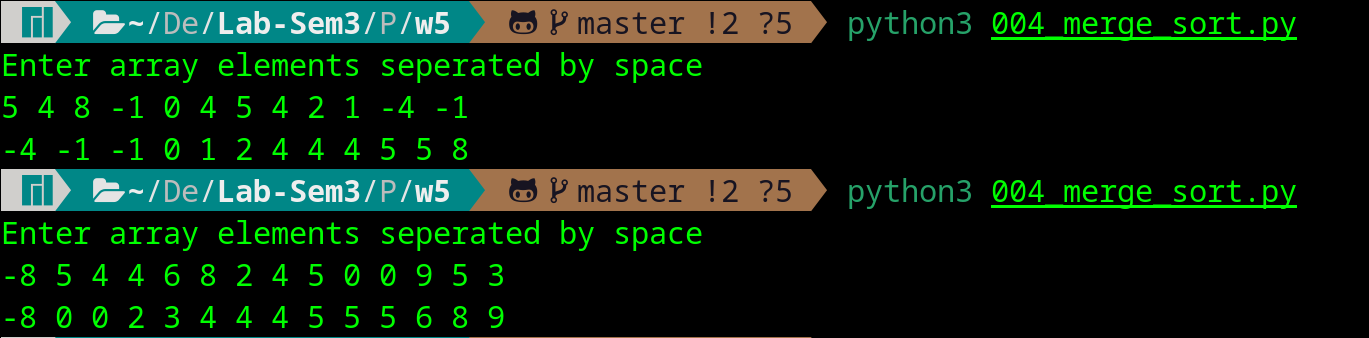 ~/De/Lab-Sem3/P/w5 master !2 ?5 python3 004_merge_sort.py
Enter array elements seperated by space
5 4 8 -1 0 4 5 4 2 1 -4 -1
-4 -1 -1 0 1 2 4 4 4 5 5 8
~/De/Lab-Sem3/P/w5 master !2 ?5 python3 004_merge_sort.py
Enter array elements seperated by space
-8 5 4 4 6 8 2 4 5 0 0 9 5 3
-8 0 0 2 3 4 4 4 5 5 5 6 8 9